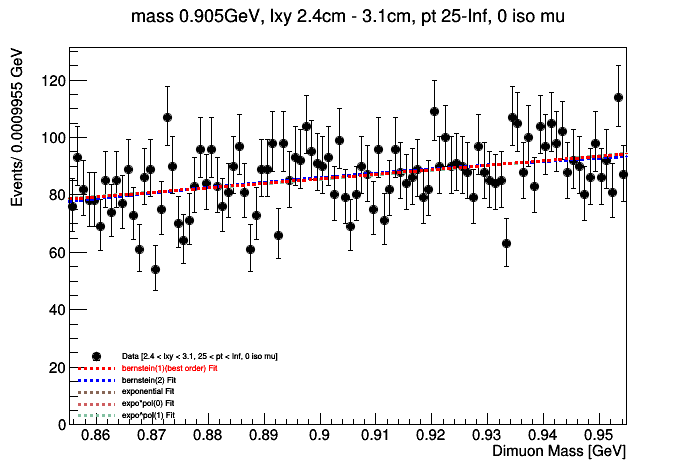 mass 0.905GeV, lxy 2.4cm - 3.1cm, pt 25-Inf, 0 iso mu
Events/ 0.0009955 GeV
120
100
80
60
40
20
0
Data [2.4 < lxy < 3.1, 25 < pt < Inf, 0 iso mu]
bernstein(1)(best order) Fit
bernstein(2) Fit
exponential Fit
expo*pol(0) Fit
expo*pol(1) Fit
0.86 0.87 0.88 0.89 0.9 0.91 0.92 0.93 0.94 0.95
Dimuon Mass [GeV]